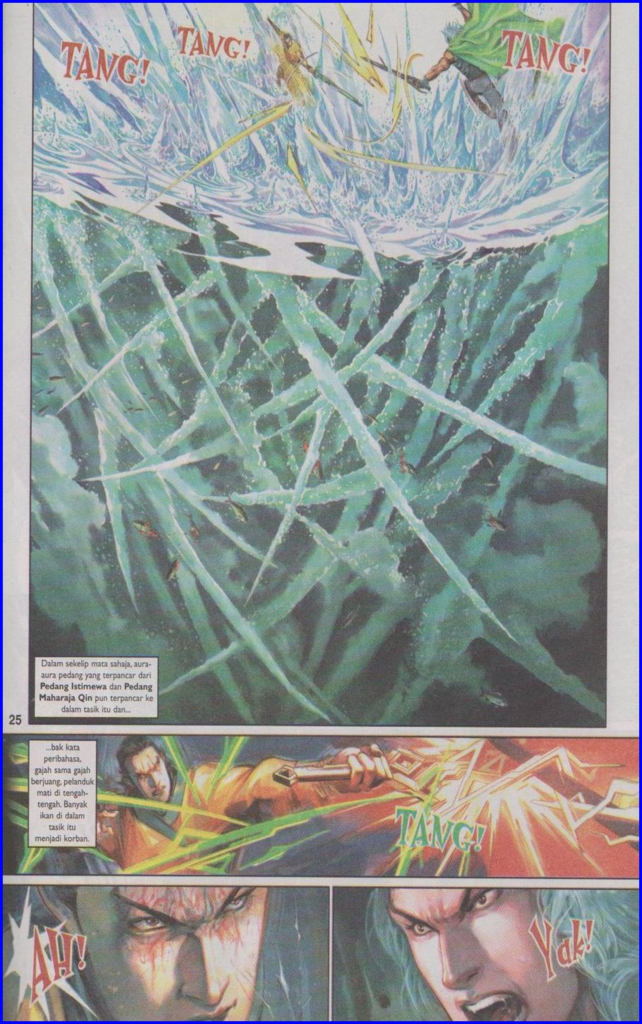 TANG!
TANG!
TANG!
Dalam sekelip mata sahaja, aura-
aura pedang yang terpancar dari
Pedang Istimewa dan Pedang
Maharaja Qin pun terpancar ke
dalam tasik itu dan...
25
...bak kata
peribahasa,
gajah sama gajah
berjuang, pelanduk
mati di tengah-
tengah. Banyak
ikan di dalam
tasik itu
menjadi korban.
TANG!
AH!
Yak!